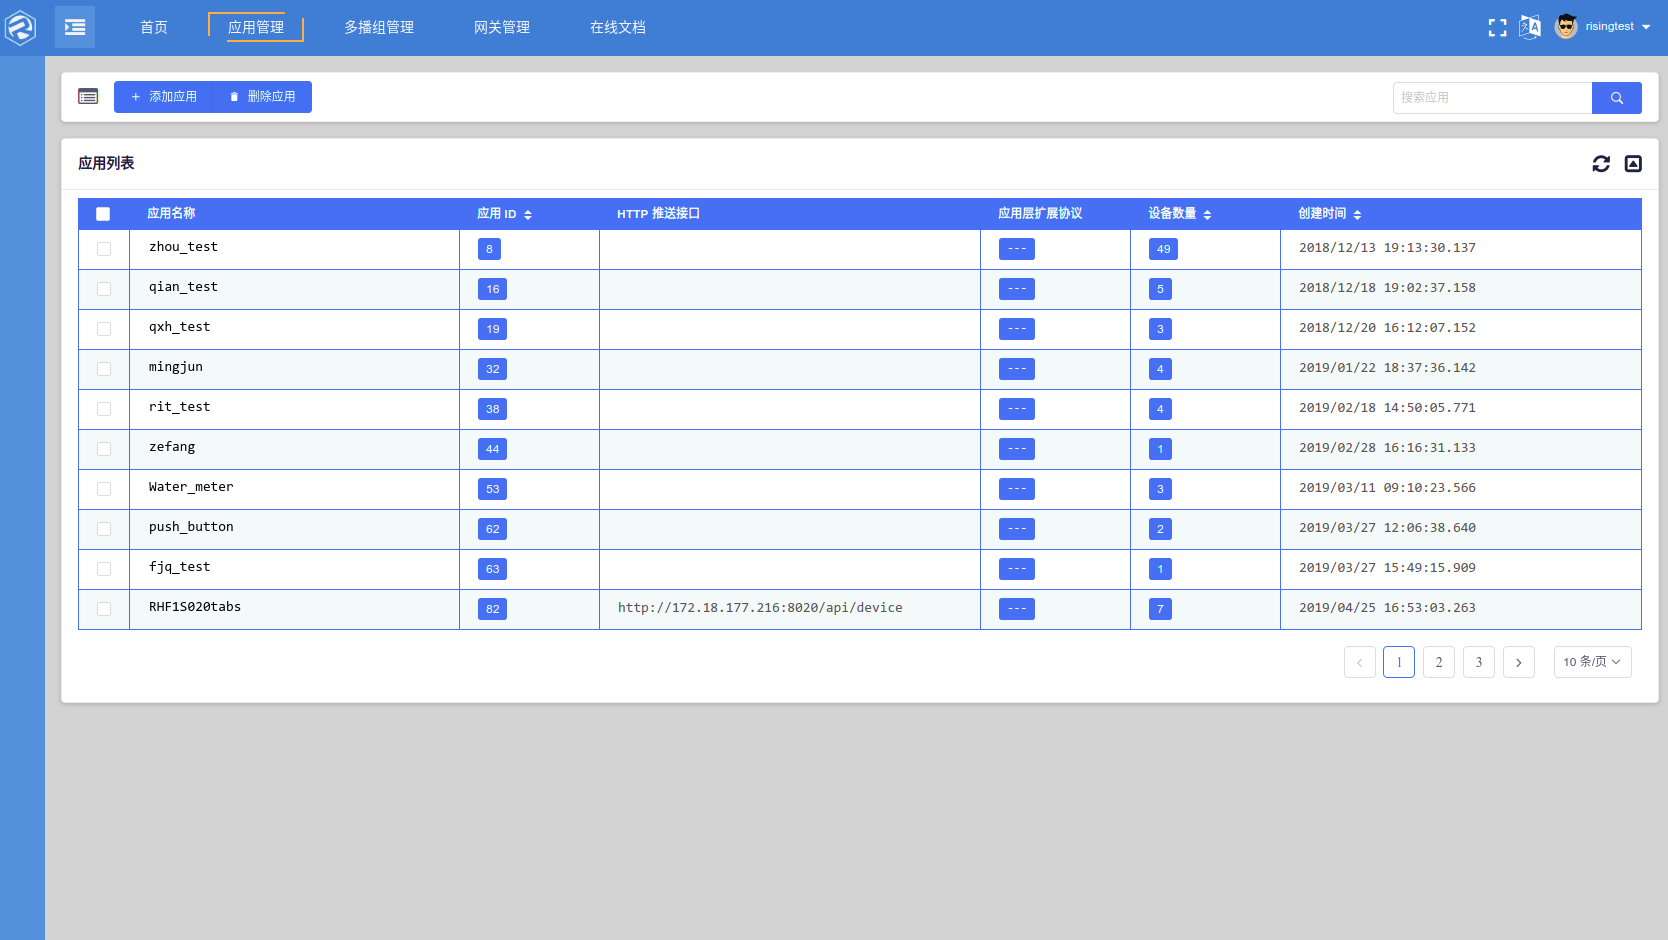 首页 应用管理 多播组管理 网关管理 在线文档 risingtest
添加应用 删除应用 搜索应用
应用列表
应用名称 应用 ID HTTP 推送接口 应用层扩展协议 设备数量 创建时间
zhou_test 8 --- 49 2018/12/13 19:13:30.137
qian_test 16 --- 5 2018/12/18 19:02:37.158
qxh_test 19 --- 3 2018/12/20 16:12:07.152
mingjun 32 --- 4 2019/01/22 18:37:36.142
rit_test 38 --- 4 2019/02/18 14:50:05.771
zefang 44 --- 1 2019/02/28 16:16:31.133
Water_meter 53 --- 3 2019/03/11 09:10:23.566
push_button 62 --- 2 2019/03/27 12:06:38.640
fjq_test 63 --- 1 2019/03/27 15:49:15.909
RHF1S020tabs 82 http://172.18.177.216:8020/api/device --- 7 2019/04/25 16:53:03.263
1 2 3 10 条/页